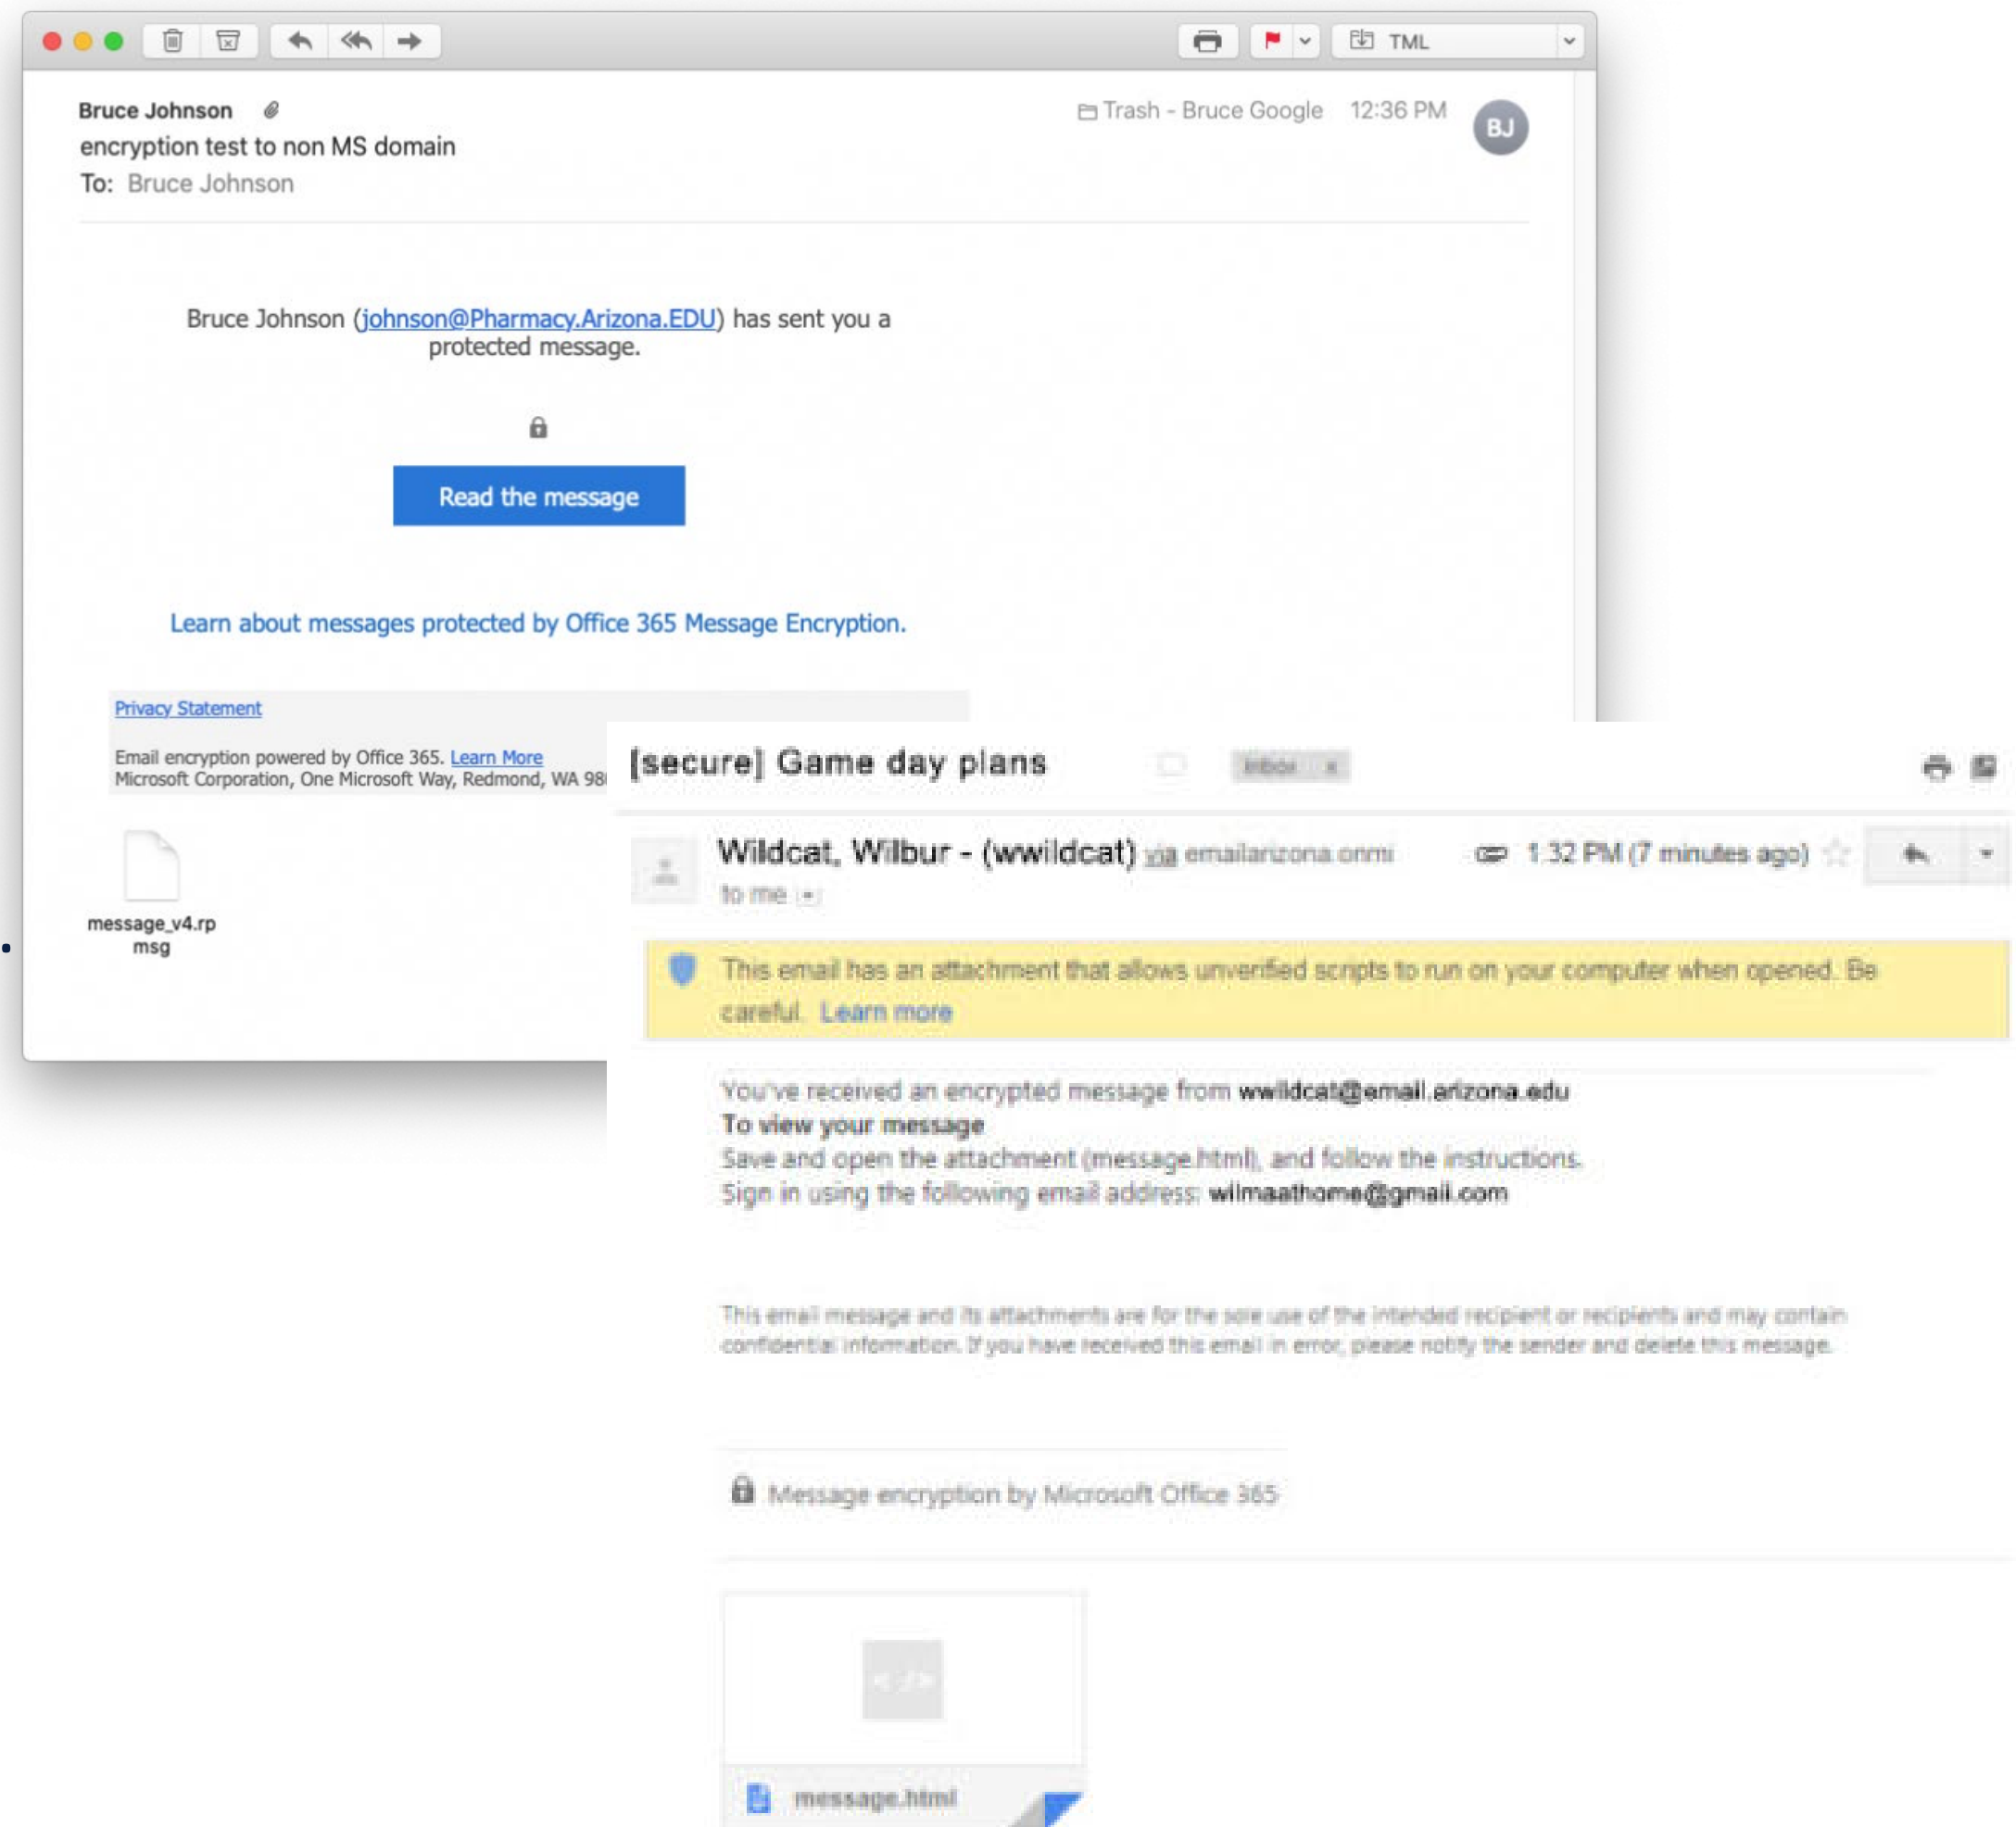 TML
Bruce Johnson
Trash - Bruce Google 12:36 PM
BJ
encryption test to non MS domain
To: Bruce Johnson
Bruce Johnson (johnson@Pharmacy.Arizona.EDU) has sent you a
protected message.
Read the message
Learn about messages protected by Office 365 Message Encryption.
Privacy Statement
Email encryption powered by Office 365. Learn More
Microsoft Corporation, One Microsoft Way, Redmond, WA 98
message_v4.rp
msg
[secure] Game day plans
Inbox x
Wildcat, Wilbur - (wwildcat) via emailarizona.onmi
1:32 PM (7 minutes ago)
to me
This email has an attachment that allows unverified scripts to run on your computer when opened. Be
careful. Learn more
You've received an encrypted message from wwildcat@email.arizona.edu
To view your message
Save and open the attachment (message.html), and follow the instructions.
Sign in using the following email address: wilmaathome@gmail.com
This email message and its attachments are for the sole use of the intended recipient or recipients and may contain
confidential information. If you have received this email in error, please notify the sender and delete this message.
Message encryption by Microsoft Office 365
</>
message.html